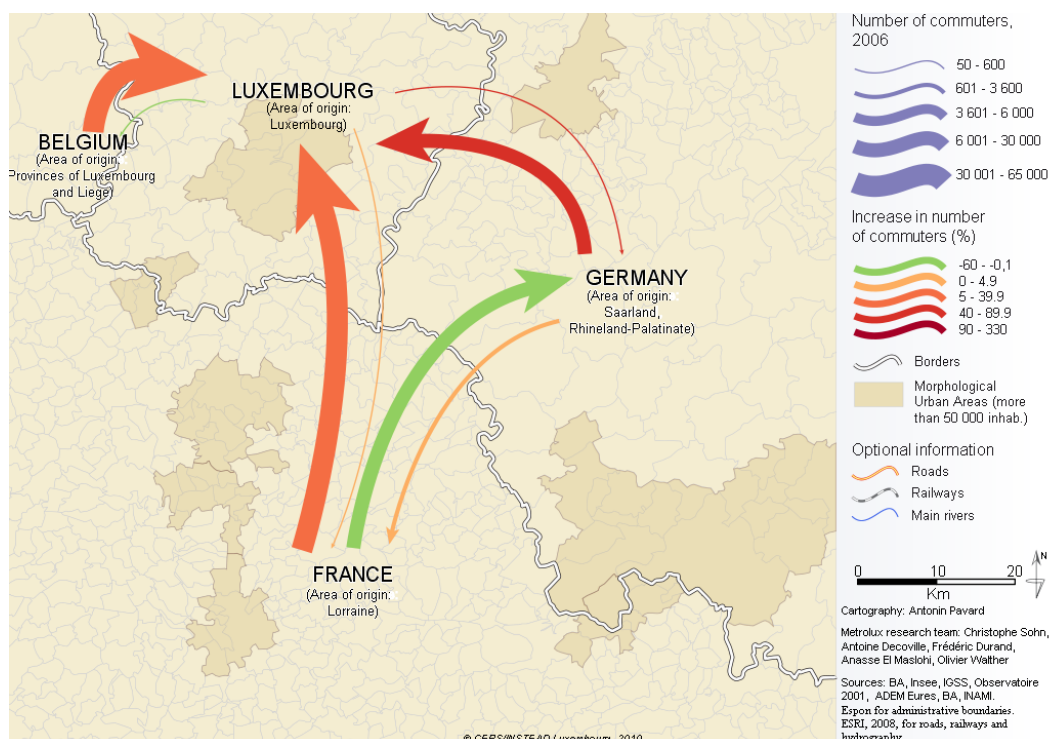 LUXEMBOURG
(Area of origin:
Luxembourg)
BELGIUM
(Area of origin:
Provinces of Luxembourg
and Liege)
GERMANY
(Area of origin:
Saarland,
Rhineland-Palatinate)
FRANCE
(Area of origin:
Lorraine)
© CEPS/INSTEAD Luxembourg, 2010
Number of commuters,
2006
50 - 600
601 - 3 600
3 601 - 6 000
6 001 - 30 000
30 001 - 65 000
Increase in number
of commuters (%)
-60 - -0,1
0 - 4.9
5 - 39.9
40 - 89.9
90 - 330
Borders
Morphological
Urban Areas (more
than 50 000 inhab.)
Optional information
Roads
Railways
Main rivers
0 10 20
Km
N
Cartography: Antonin Pavard
Metrolux research team: Christophe Sohn,
Antoine Decoville, Frédéric Durand,
Anasse El Maslohi, Olivier Walther
Sources: BA, Insee, IGSS, Observatoire
2001, ADEM Eures, BA, INAMI.
Espon for administrative boundaries.
ESRI, 2008, for roads, railways and
hydrography